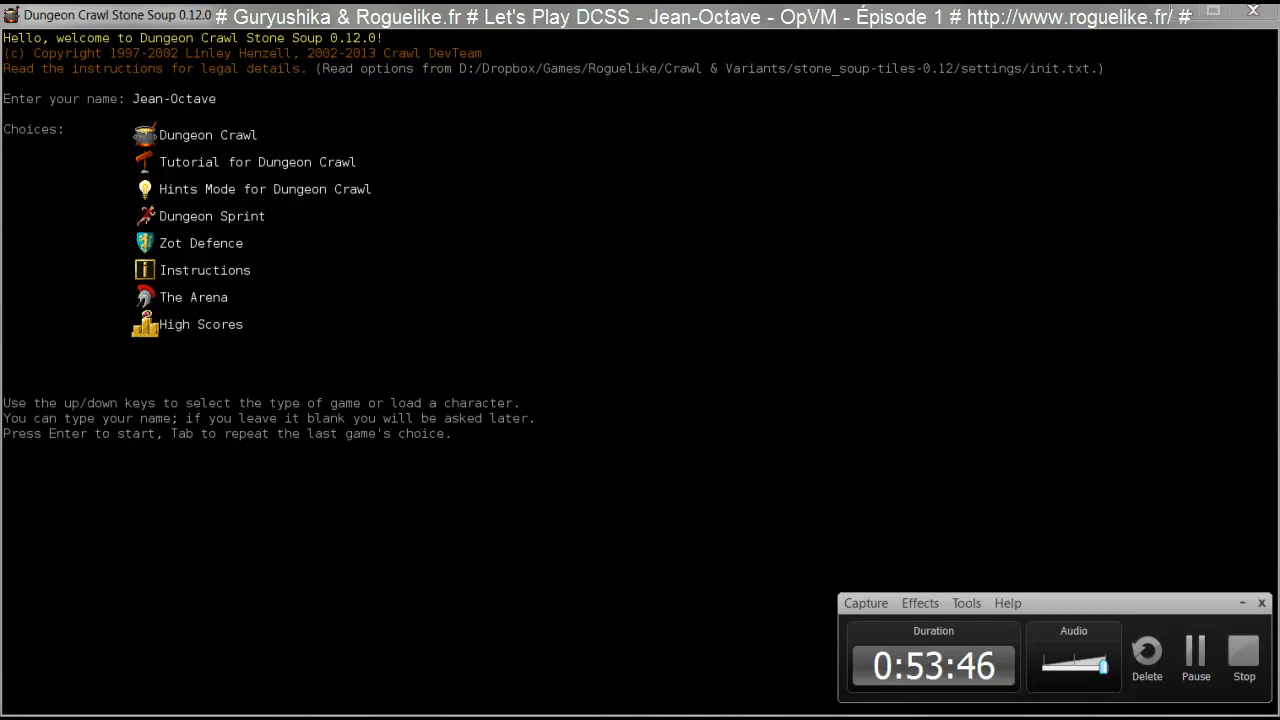 Dungeon Crawl Stone Soup 0.12.0 # Guryushika & Roguelike.fr # Let's Play DCSS - Jean-Octave - OpVM - Épisode 1 # http://www.roguelike.fr/ #
Hello, welcome to Dungeon Crawl Stone Soup 0.12.0!
(c) Copyright 1997-2002 Linley Henzell, 2002-2013 Crawl DevTeam
Read the instructions for legal details. (Read options from D:/Dropbox/Games/Roguelike/Crawl & Variants/stone_soup-tiles-0.12/settings/init.txt.)
Enter your name: Jean-Octave
Choices:
Dungeon Crawl
Tutorial for Dungeon Crawl
Hints Mode for Dungeon Crawl
Dungeon Sprint
Zot Defence
Instructions
The Arena
High Scores
Use the up/down keys to select the type of game or load a character.
You can type your name; if you leave it blank you will be asked later.
Press Enter to start, Tab to repeat the last game's choice.
Capture Effects Tools Help
Duration
0:53:46
Audio
Delete Pause Stop